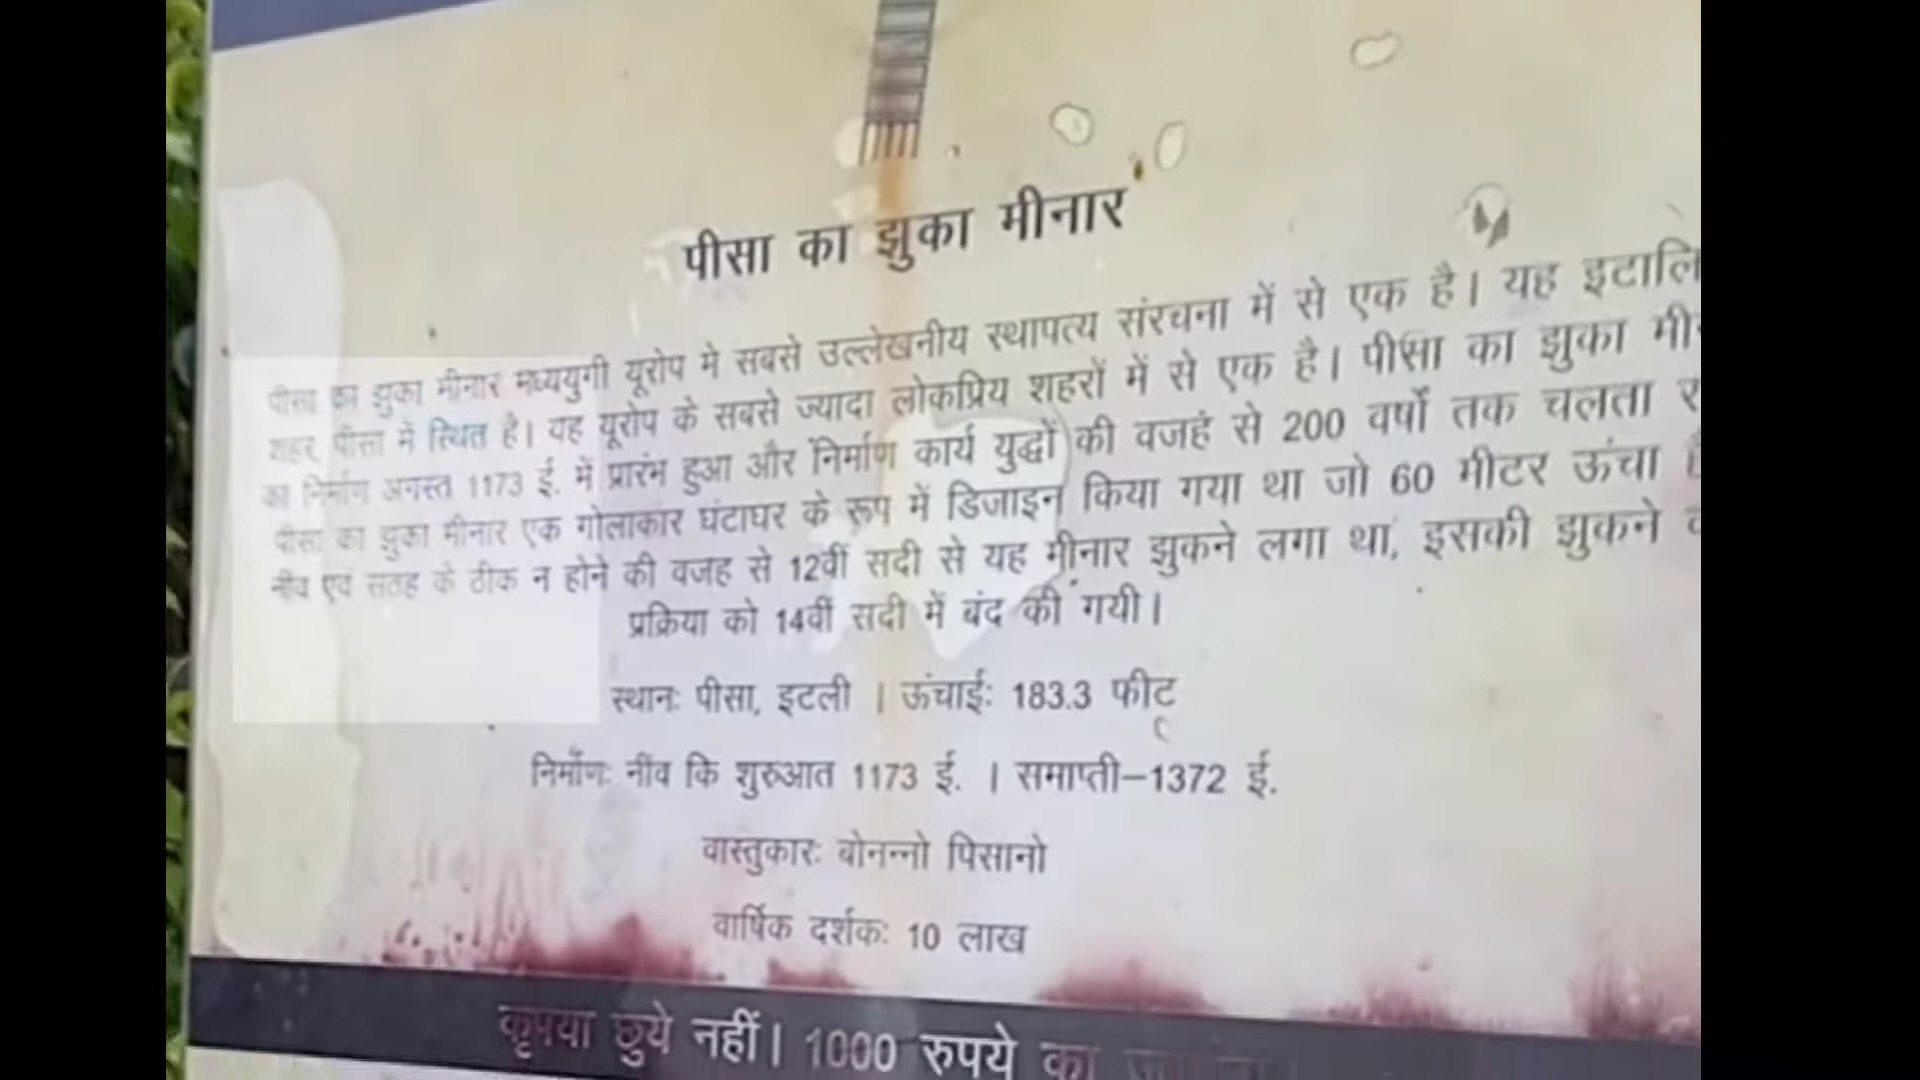 पीसा का झुका मीनार
पीसा का झुका मीनार मध्ययुगी यूरोप मे सबसे उल्लेखनीय स्थापत्य संरचना में से एक है। यह
शहर पीसा में स्थित है। यह यूरोप के सबसे ज्यादा लोकप्रिय शहरों में से एक है। पीसा का झुका
का निर्माण अगस्त 1173 ई. में प्रारंभ हुआ और निर्माण कार्य युद्धों की वजह से 200 वर्षों तक चलता
पीसा का झुका मीनार एक गोलाकार घंटाघर के रूप में डिजाइन किया गया था जो 60 मीटर ऊंचा
नीव एवं सतह के ठीक न होने की वजह से 12वीं सदी से यह मीनार झुकने लगा था, इसकी झुकने
प्रक्रिया को 14वीं सदी में बंद की गयी।
स्थानः पीसा, इटली । ऊंचाईः 183.3 फीट
निर्माणः नींव कि शुरुआत 1173 ई. । समाप्ती–1372 ई.
वास्तुकारः बोनन्नो पिसानो
वार्षिक दर्शकः 10 लाख
कृपया छुये नहीं। 1000 रुपये का